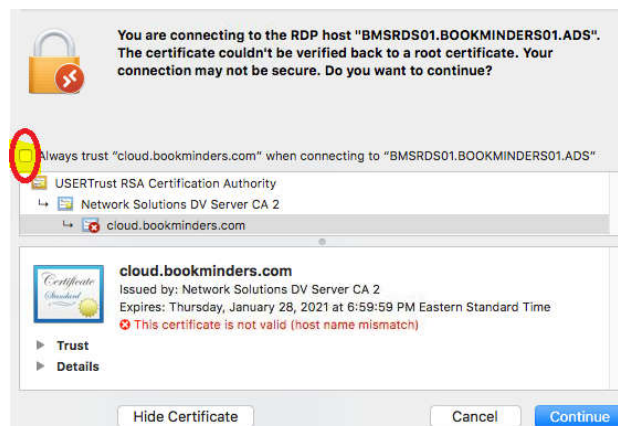 You are connecting to the RDP host "BMSRDS01.BOOKMINDERS01.ADS".
The certificate couldn't be verified back to a root certificate. Your
connection may not be secure. Do you want to continue?
Always trust "cloud.bookminders.com" when connecting to "BMSRDS01.BOOKMINDERS01.ADS"
USERTrust RSA Certification Authority
Network Solutions DV Server CA 2
cloud.bookminders.com
Certificate
Standard
cloud.bookminders.com
Issued by: Network Solutions DV Server CA 2
Expires: Thursday, January 28, 2021 at 6:59:59 PM Eastern Standard Time
This certificate is not valid (host name mismatch)
Trust
Details
Hide Certificate
Cancel
Continue